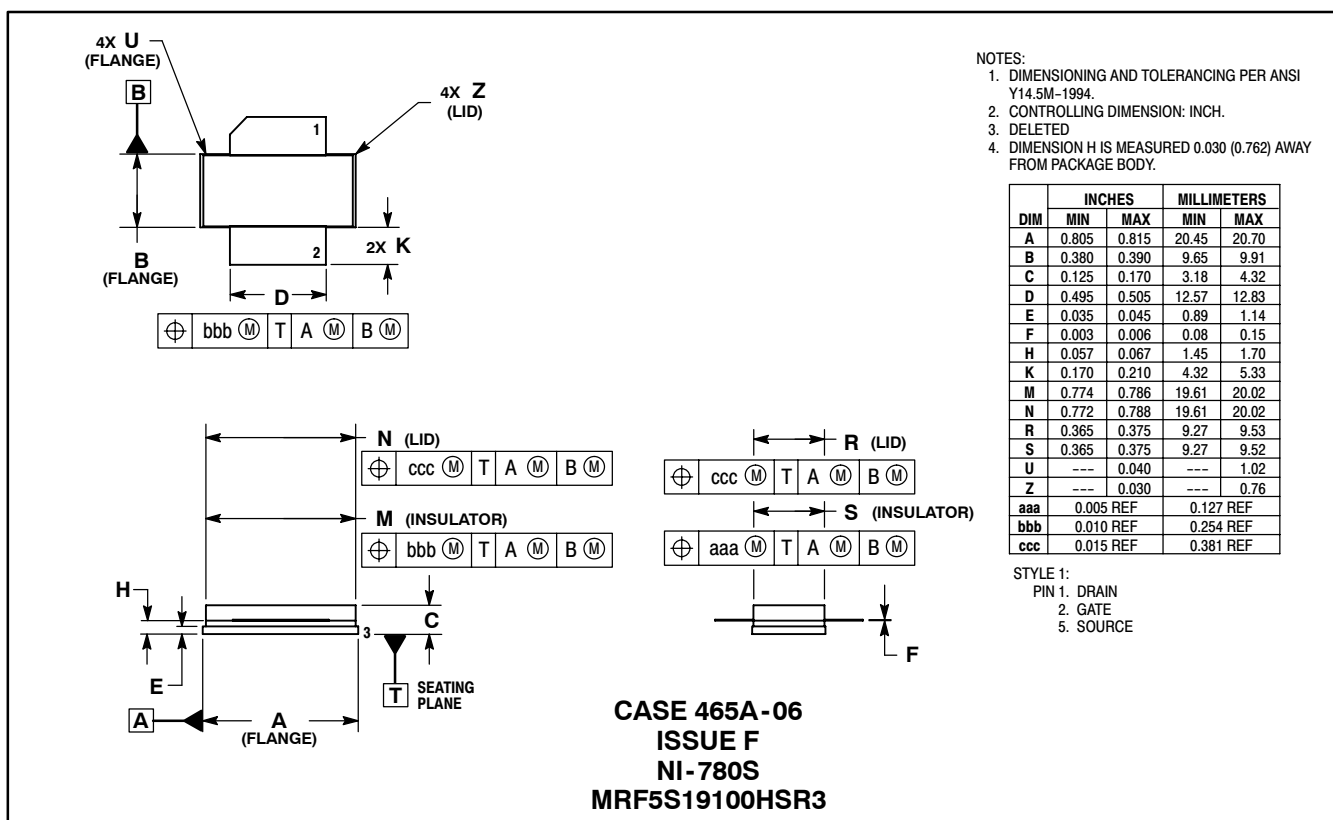 4X U
(FLANGE)
B
4X Z
(LID)
1
B
(FLANGE)
2X K
2
D
⌖ bbb Ⓜ T A Ⓜ B Ⓜ
N (LID)
⌖ ccc Ⓜ T A Ⓜ B Ⓜ
M (INSULATOR)
⌖ bbb Ⓜ T A Ⓜ B Ⓜ
H
C
3
E
T SEATING
PLANE
A
A
(FLANGE)
R (LID)
⌖ ccc Ⓜ T A Ⓜ B Ⓜ
S (INSULATOR)
⌖ aaa Ⓜ T A Ⓜ B Ⓜ
F
NOTES:
1. DIMENSIONING AND TOLERANCING PER ANSI
Y14.5M-1994.
2. CONTROLLING DIMENSION: INCH.
3. DELETED
4. DIMENSION H IS MEASURED 0.030 (0.762) AWAY
FROM PACKAGE BODY.
INCHES MILLIMETERS
DIM MIN MAX MIN MAX
A 0.805 0.815 20.45 20.70
B 0.380 0.390 9.65 9.91
C 0.125 0.170 3.18 4.32
D 0.495 0.505 12.57 12.83
E 0.035 0.045 0.89 1.14
F 0.003 0.006 0.08 0.15
H 0.057 0.067 1.45 1.70
K 0.170 0.210 4.32 5.33
M 0.774 0.786 19.61 20.02
N 0.772 0.788 19.61 20.02
R 0.365 0.375 9.27 9.53
S 0.365 0.375 9.27 9.52
U --- 0.040 --- 1.02
Z --- 0.030 --- 0.76
aaa 0.005 REF 0.127 REF
bbb 0.010 REF 0.254 REF
ccc 0.015 REF 0.381 REF
STYLE 1:
PIN 1. DRAIN
2. GATE
5. SOURCE
CASE 465A-06
ISSUE F
NI-780S
MRF5S19100HSR3